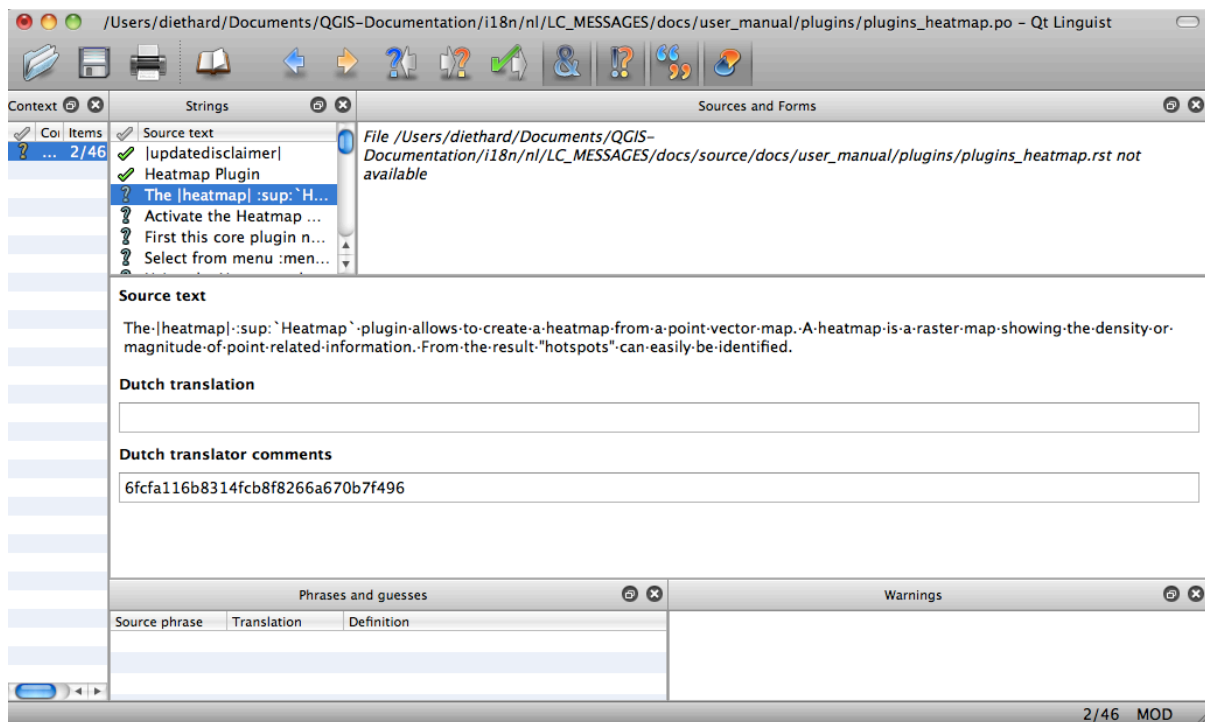 /Users/diethard/Documents/QGIS-Documentation/i18n/nl/LC_MESSAGES/docs/user_manual/plugins/plugins_heatmap.po – Qt Linguist
Context
Strings
Sources and Forms
Items
2/46
Source text
|updatedisclaimer|
Heatmap Plugin
The |heatmap| :sup:`H...
Activate the Heatmap ...
First this core plugin n...
Select from menu :men...
File /Users/diethard/Documents/QGIS-
Documentation/i18n/nl/LC_MESSAGES/docs/source/docs/user_manual/plugins/plugins_heatmap.rst not
available
Source text
The·|heatmap|·:sup:`Heatmap`·plugin·allows·to·create·a·heatmap·from·a·point·vector·map.·A·heatmap·is·a·raster·map·showing·the·density·or·
magnitude·of·point·related·information.·From·the·result·"hotspots"·can·easily·be·identified.
Dutch translation
Dutch translator comments
6fcfa116b8314fcb8f8266a670b7f496
Phrases and guesses
Warnings
Source phrase Translation Definition
2/46 MOD